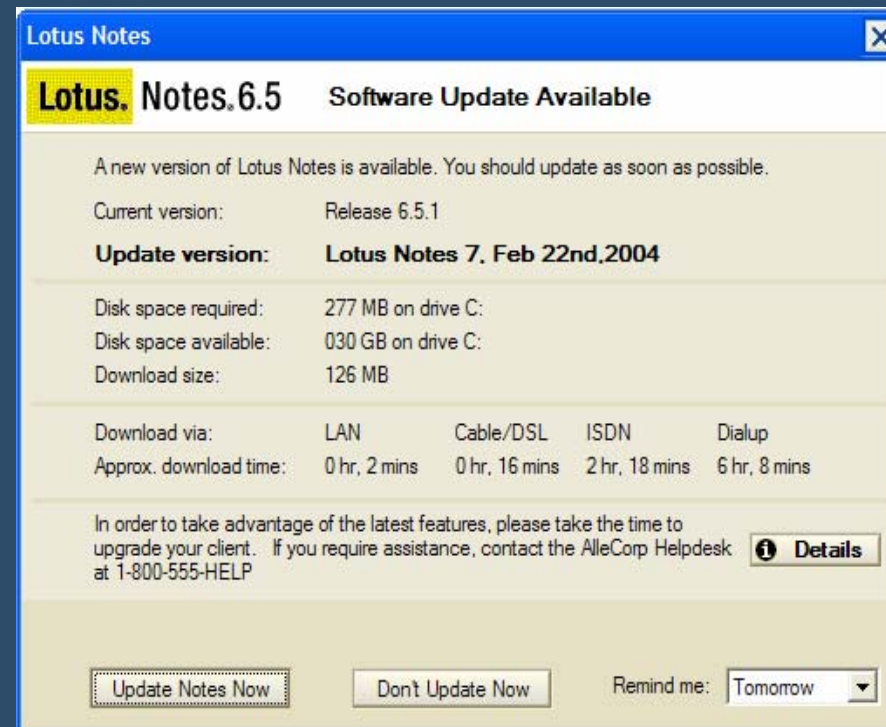 Lotus Notes
Lotus. Notes.6.5 Software Update Available
A new version of Lotus Notes is available. You should update as soon as possible.
Current version: Release 6.5.1
Update version: Lotus Notes 7, Feb 22nd,2004
Disk space required: 277 MB on drive C:
Disk space available: 030 GB on drive C:
Download size: 126 MB
Download via: LAN Cable/DSL ISDN Dialup
Approx. download time: 0 hr, 2 mins 0 hr, 16 mins 2 hr, 18 mins 6 hr, 8 mins
In order to take advantage of the latest features, please take the time to
upgrade your client. If you require assistance, contact the AlleCorp Helpdesk
at 1-800-555-HELP
Details
Update Notes Now Don't Update Now Remind me: Tomorrow